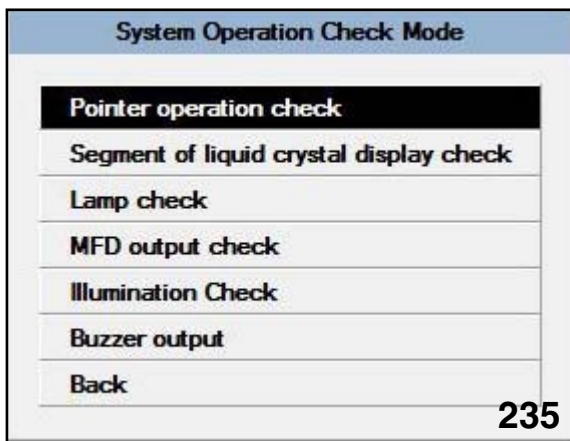 System Operation Check Mode
Pointer operation check
Segment of liquid crystal display check
Lamp check
MFD output check
Illumination Check
Buzzer output
Back
235